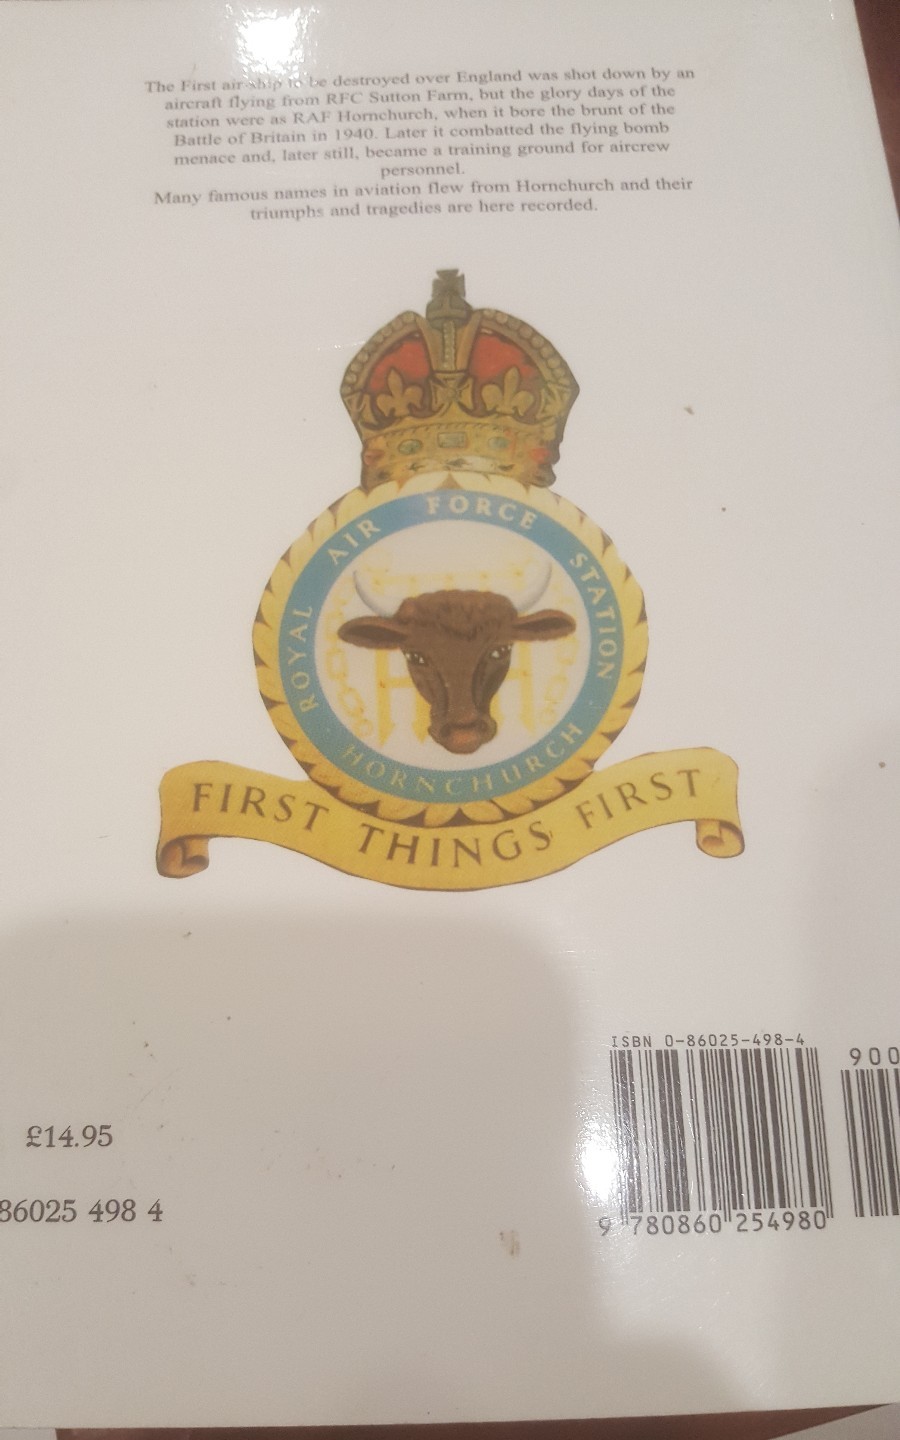 The First air ship to be destroyed over England was shot down by an
aircraft flying from RFC Sutton Farm, but the glory days of the
station were as RAF Hornchurch, when it bore the brunt of the
Battle of Britain in 1940. Later it combatted the flying bomb
menace and, later still, became a training ground for aircrew
personnel.
Many famous names in aviation flew from Hornchurch and their
triumphs and tragedies are here recorded.
ROYAL AIR FORCE STATION
HORNCHURCH
FIRST THINGS FIRST
ISBN 0-86025-498-4
900
£14.95
86025 498 4
9 780860 254980